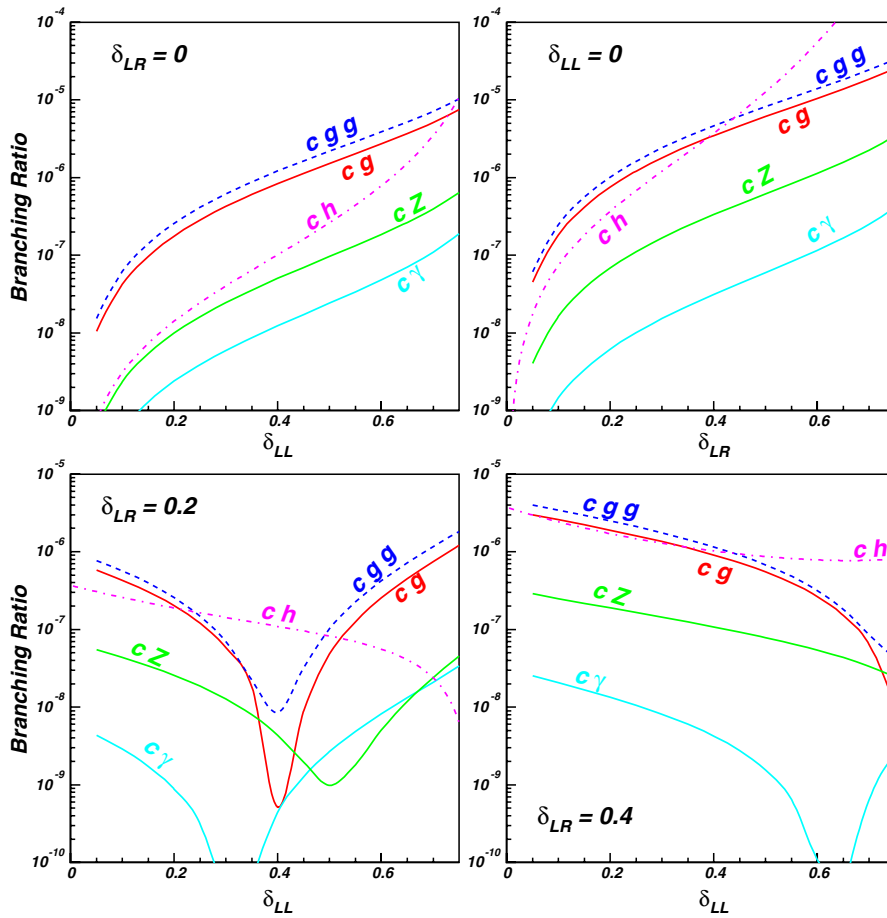 Branching Ratio
10^-4
10^-5
10^-6
10^-7
10^-8
10^-9
δ_LR = 0
c g g
c g
c h
c Z
c γ
0 0.2 0.4 0.6
δ_LL
10^-4
10^-5
10^-6
10^-7
10^-8
10^-9
δ_LL = 0
c g g
c g
c Z
c h
c γ
0 0.2 0.4 0.6
δ_LR
Branching Ratio
10^-5
10^-6
10^-7
10^-8
10^-9
10^-10
δ_LR = 0.2
c g g
c g
c h
c Z
c γ
0 0.2 0.4 0.6
δ_LL
10^-5
10^-6
10^-7
10^-8
10^-9
10^-10
c g g
c h
c g
c Z
c γ
δ_LR = 0.4
0 0.2 0.4 0.6
δ_LL